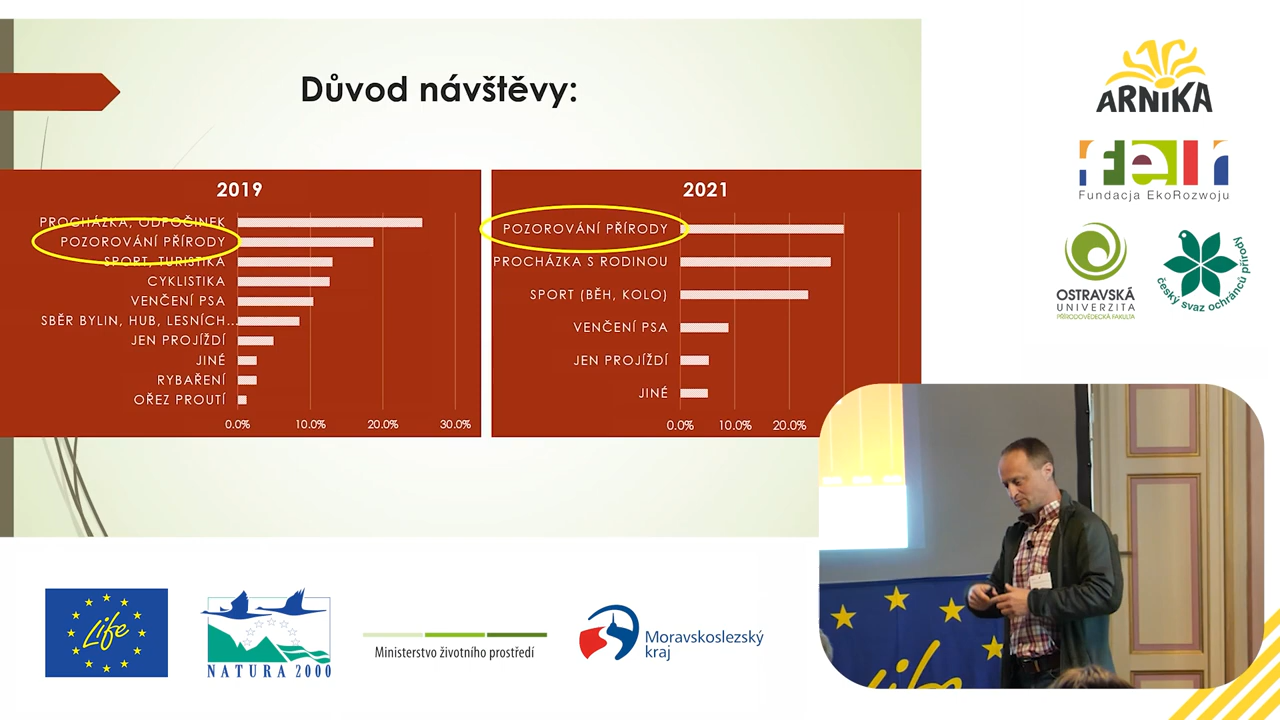 Důvod návštěvy:
2019
PROCHÁZKA, ODPOČINEK
POZOROVÁNÍ PŘÍRODY
SPORT, TURISTIKA
CYKLISTIKA
VENČENÍ PSA
SBĚR BYLIN, HUB, LESNÍCH...
JEN PROJÍŽDÍ
JINÉ
RYBAŘENÍ
OŘEZ PROUTÍ
0.0% 10.0% 20.0% 30.0%
2021
POZOROVÁNÍ PŘÍRODY
PROCHÁZKA S RODINOU
SPORT (BĚH, KOLO)
VENČENÍ PSA
JEN PROJÍŽDÍ
JINÉ
0.0% 10.0% 20.0%
ARNIKA
feer
Fundacja EkoRozwoju
OSTRAVSKÁ
UNIVERZITA
PŘÍRODOVĚDECKÁ FAKULTA
český svaz ochránců přírody
Life
NATURA 2000
Ministerstvo životního prostředí
Moravskoslezský
kraj
Life